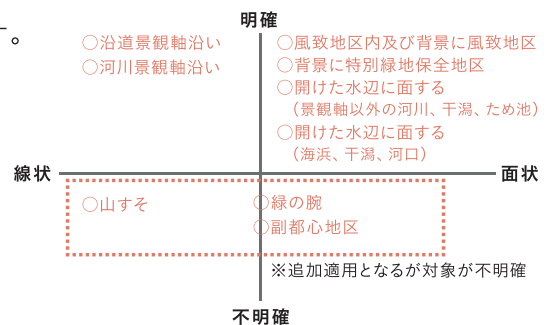 。
明確
○沿道景観軸沿い
○河川景観軸沿い
○風致地区内及び背景に風致地区
○背景に特別緑地保全地区
○開けた水辺に面する
（景観軸以外の河川、干潟、ため池）
○開けた水辺に面する
（海浜、干潟、河口）
線状
面状
○山すそ
○緑の腕
○副都心地区
※追加適用となるが対象が不明確
不明確